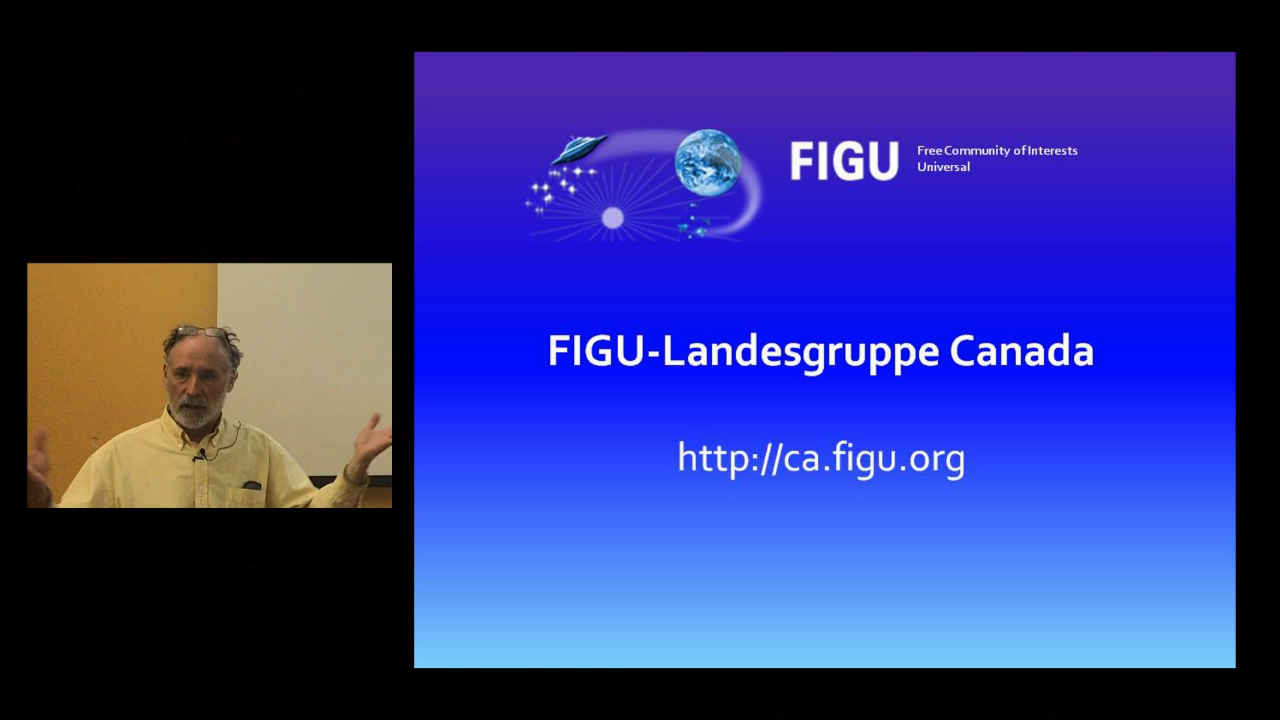 FIGU
Free Community of Interests
Universal
FIGU-Landesgruppe Canada
http://ca.figu.org